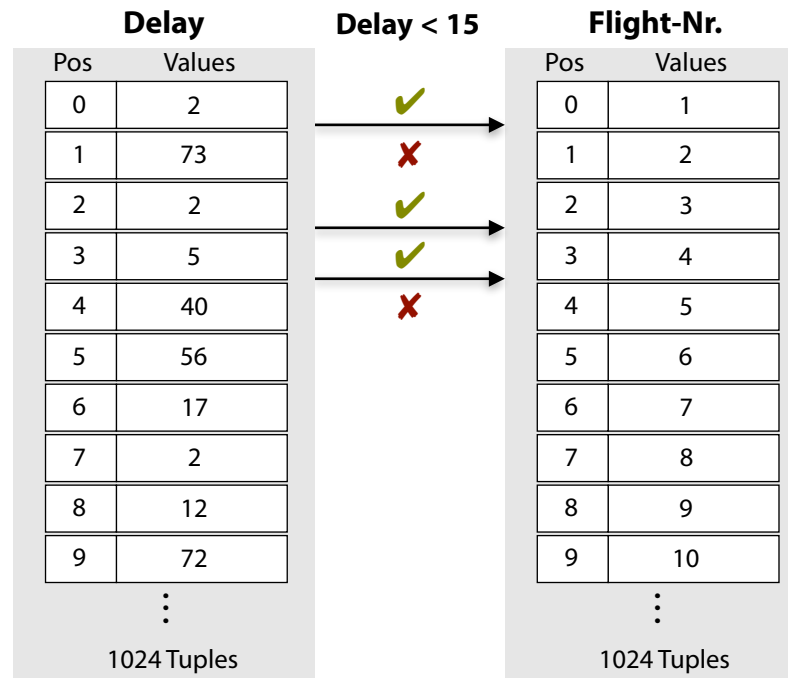 Delay Delay < 15 Flight-Nr.
Pos Values Pos Values
0 2 ✔ 0 1
1 73 ✘ 1 2
2 2 ✔ 2 3
3 5 ✔ 3 4
4 40 ✘ 4 5
5 56 5 6
6 17 6 7
7 2 7 8
8 12 8 9
9 72 9 10
⋮ ⋮
1024 Tuples 1024 Tuples